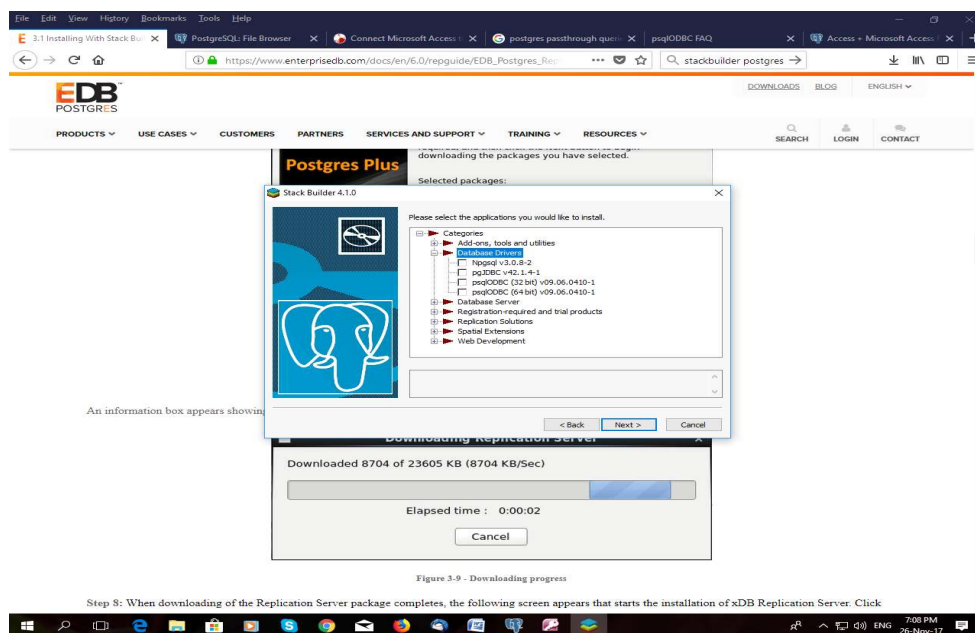 File Edit View History Bookmarks Tools Help
3.1 Installing With Stack Buil
PostgreSQL: File Browser
Connect Microsoft Access t
postgres passthrough queri
psqlODBC FAQ
Access + Microsoft Access
https://www.enterprisedb.com/docs/en/6.0/repguide/EDB_Postgres_Rep
stackbuilder postgres
EDB
POSTGRES
DOWNLOADS BLOG ENGLISH
PRODUCTS USE CASES CUSTOMERS PARTNERS SERVICES AND SUPPORT TRAINING RESOURCES SEARCH LOGIN CONTACT
Postgres Plus
downloading the packages you have selected.
Selected packages:
Stack Builder 4.1.0
Please select the applications you would like to install.
Categories
Add-ons, tools and utilities
Database Drivers
Npgsql v3.0.8-2
pgJDBC v42.1.4-1
psqlODBC (32 bit) v09.06.0410-1
psqlODBC (64 bit) v09.06.0410-1
Database Server
Registration-required and trial products
Replication Solutions
Spatial Extensions
Web Development
< Back Next > Cancel
An information box appears showing
Downloading Replication Server
Downloaded 8704 of 23605 KB (8704 KB/Sec)
Elapsed time : 0:00:02
Cancel
Figure 3-9 - Downloading progress
Step 8: When downloading of the Replication Server package completes, the following screen appears that starts the installation of xDB Replication Server. Click
ENG
7:08 PM
26-Nov-17